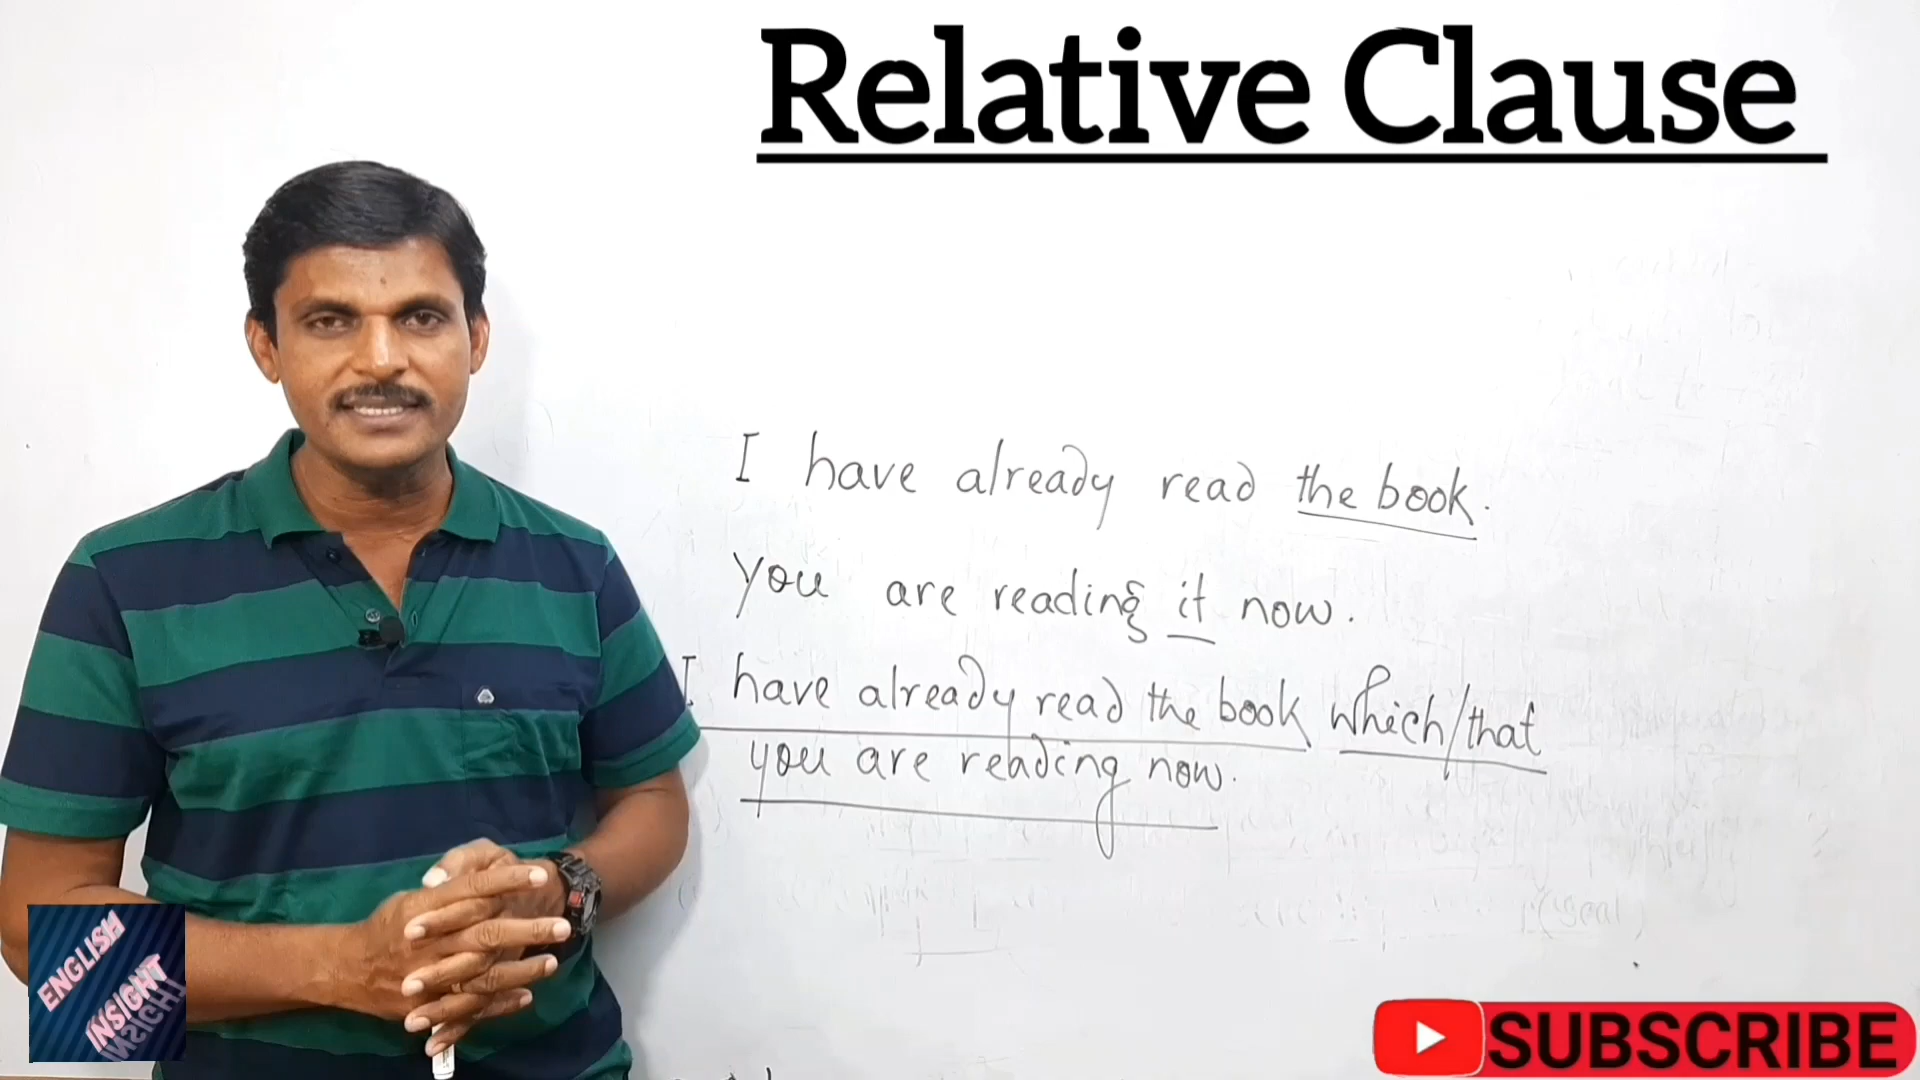 Relative Clause
I have already read the book.
You are reading it now.
I have already read the book which/that
you are reading now.
ENGLISH
INSIGHT
SUBSCRIBE